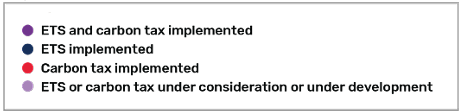 ETS and carbon tax implemented
ETS implemented
Carbon tax implemented
ETS or carbon tax under consideration or under development